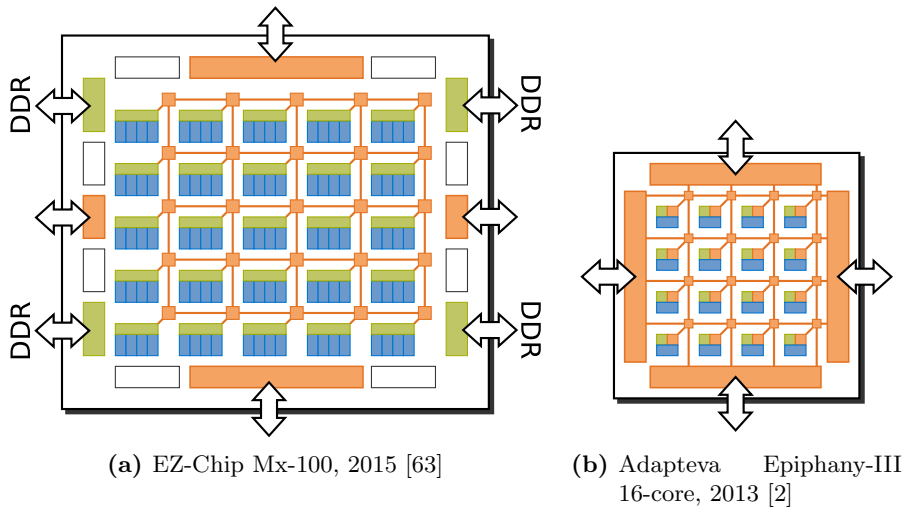 DDR
DDR
DDR
DDR
(a) EZ-Chip Mx-100, 2015 [63]
(b) Adapteva Epiphany-III
16-core, 2013 [2]